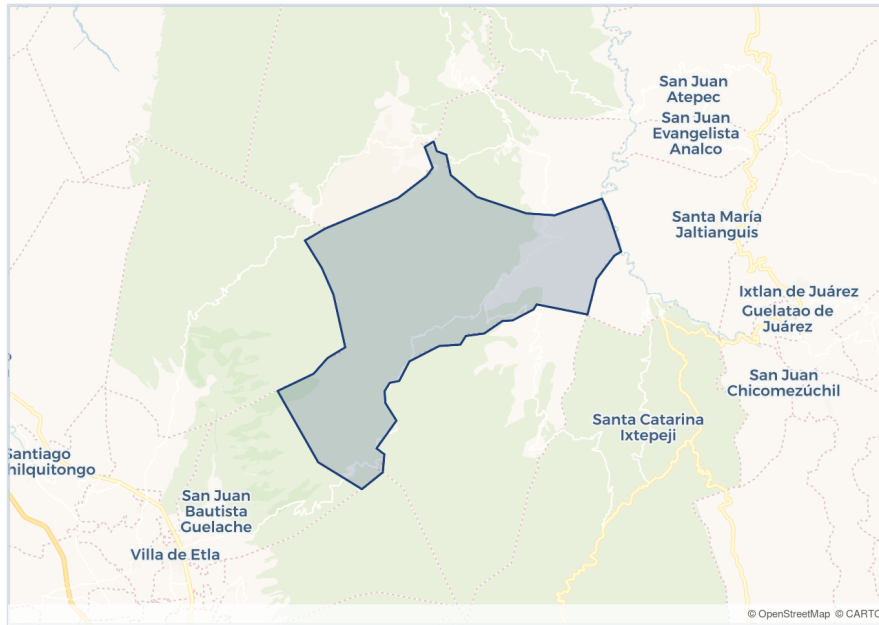 San Juan
Atepec
San Juan
Evangelista
Analco
Santa María
Jaltianguis
Ixtlan de Juárez
Guelatao de
Juárez
San Juan
Chicomezúchil
Santa Catarina
Ixtepeji
Santiago
hilquitongo
San Juan
Bautista
Guelache
Villa de Etla
© OpenStreetMap © CARTO